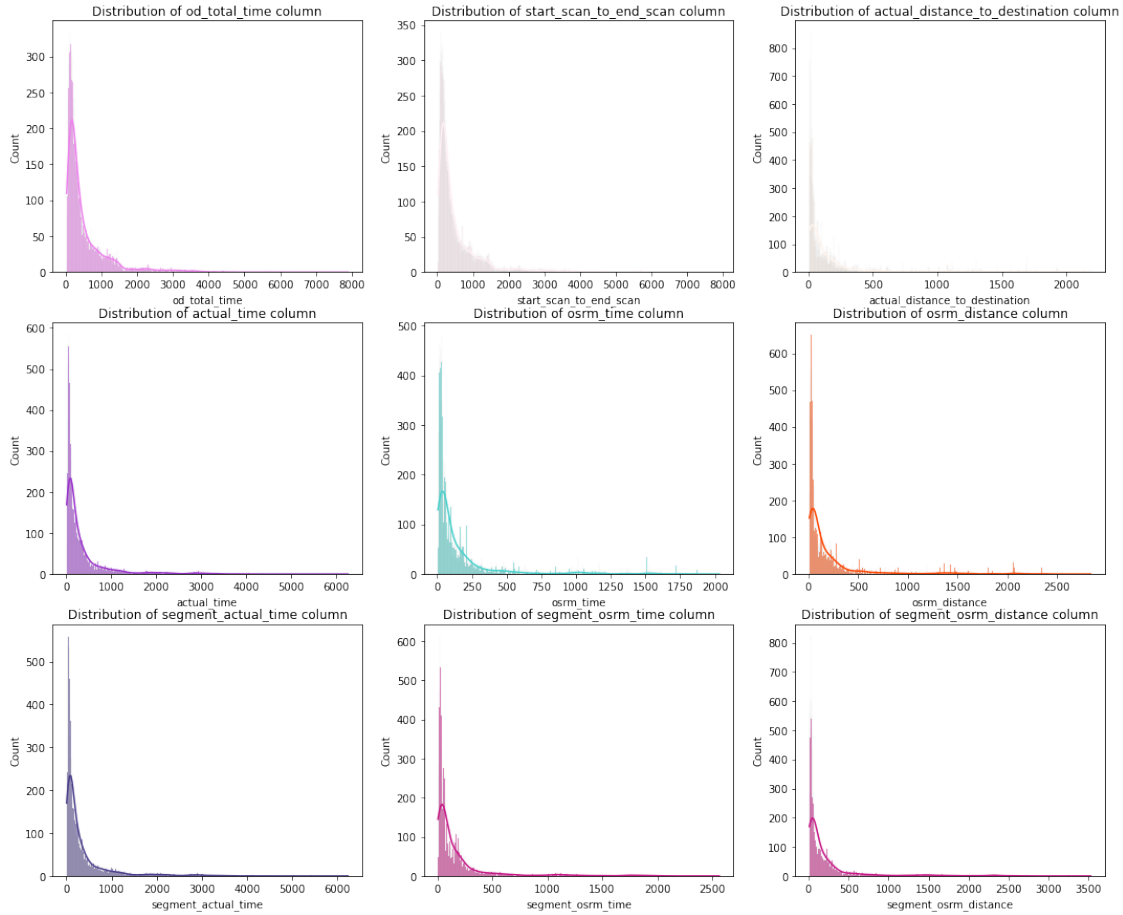 Distribution of od_total_time column
Distribution of start_scan_to_end_scan column
Distribution of actual_distance_to_destination column
Count
300
250
200
150
100
50
0
0 1000 2000 3000 4000 5000 6000 7000 8000
od_total_time
Count
350
300
250
200
150
100
50
0
0 1000 2000 3000 4000 5000 6000 7000 8000
start_scan_to_end_scan
Count
800
700
600
500
400
300
200
100
0
0 500 1000 1500 2000
actual_distance_to_destination
Distribution of actual_time column
Distribution of osrm_time column
Distribution of osrm_distance column
Count
600
500
400
300
200
100
0
0 1000 2000 3000 4000 5000 6000
actual_time
Count
500
400
300
200
100
0
0 250 500 750 1000 1250 1500 1750 2000
osrm_time
Count
600
500
400
300
200
100
0
0 500 1000 1500 2000 2500
osrm_distance
Distribution of segment_actual_time column
Distribution of segment_osrm_time column
Distribution of segment_osrm_distance column
Count
500
400
300
200
100
0
0 1000 2000 3000 4000 5000 6000
segment_actual_time
Count
600
500
400
300
200
100
0
0 500 1000 1500 2000 2500
segment_osrm_time
Count
800
700
600
500
400
300
200
100
0
0 500 1000 1500 2000 2500 3000 3500
segment_osrm_distance